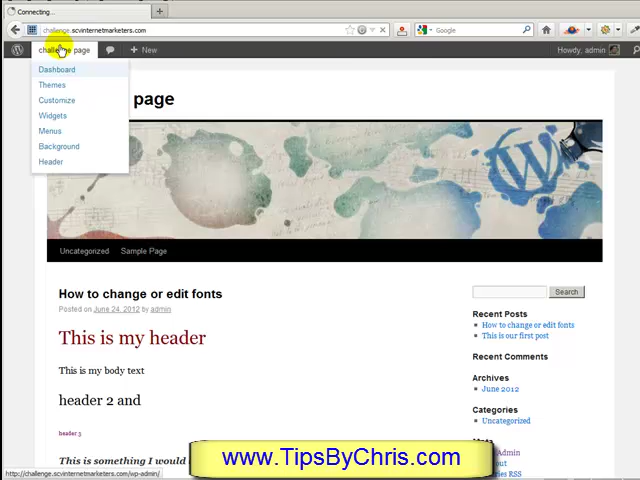 Connecting...
challenge.scvinternetmarketers.com
Google
challenge page
New
Howdy, admin
Dashboard
Themes
Customize
Widgets
Menus
Background
Header
page
Uncategorized
Sample Page
How to change or edit fonts
Posted on June 24, 2012 by admin
This is my header
This is my body text
header 2 and
header 3
This is something I would
Search
Recent Posts
How to change or edit fonts
This is our first post
Recent Comments
Archives
June 2012
Categories
Uncategorized
Admin
RSS
www.TipsByChris.com
http://challenge.scvinternetmarketers.com/wp-admin/